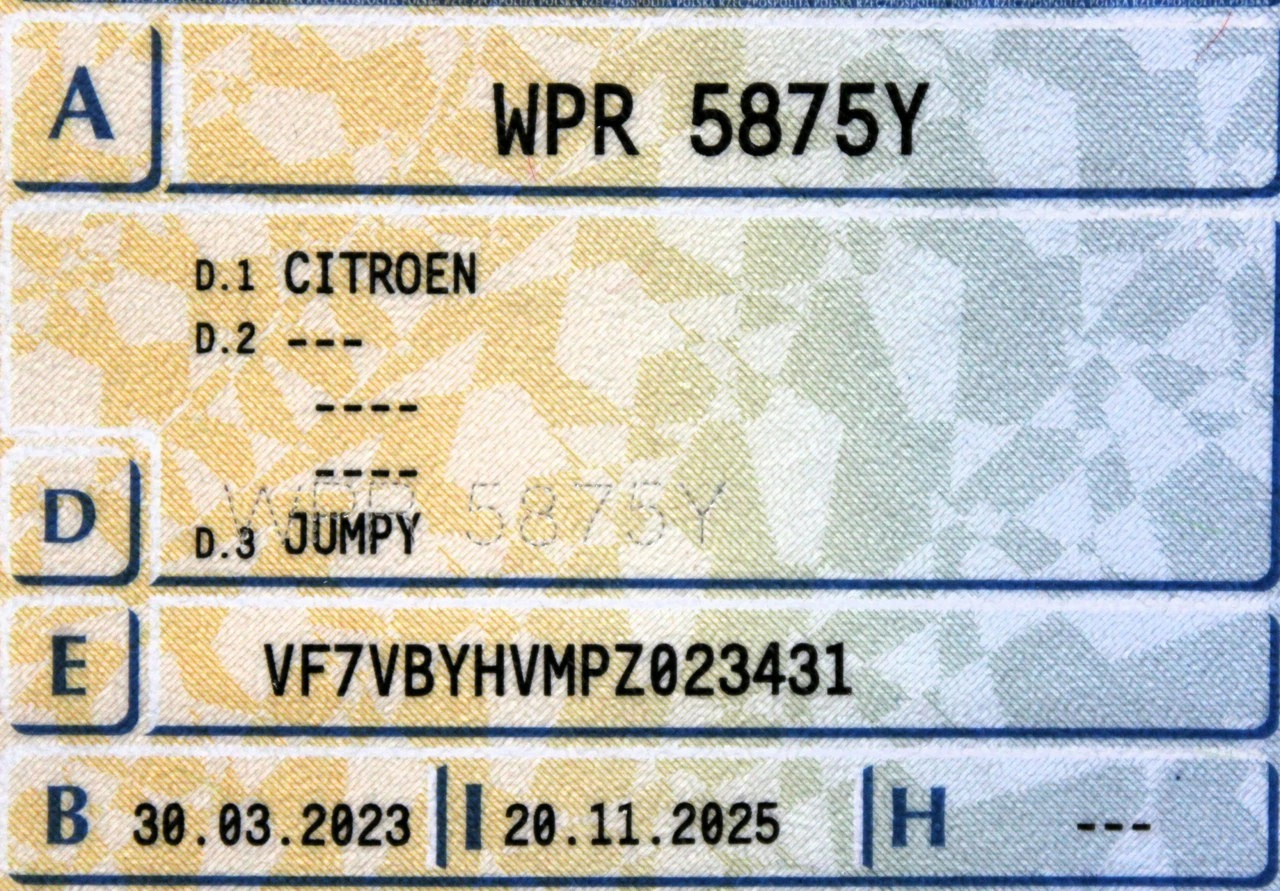 A WPR 5875Y
D.1 CITROEN
D.2 ---
----
----
WPR 5875Y
D D.3 JUMPY
E VF7VBYHVMPZ023431
B 30.03.2023 I 20.11.2025 H ---